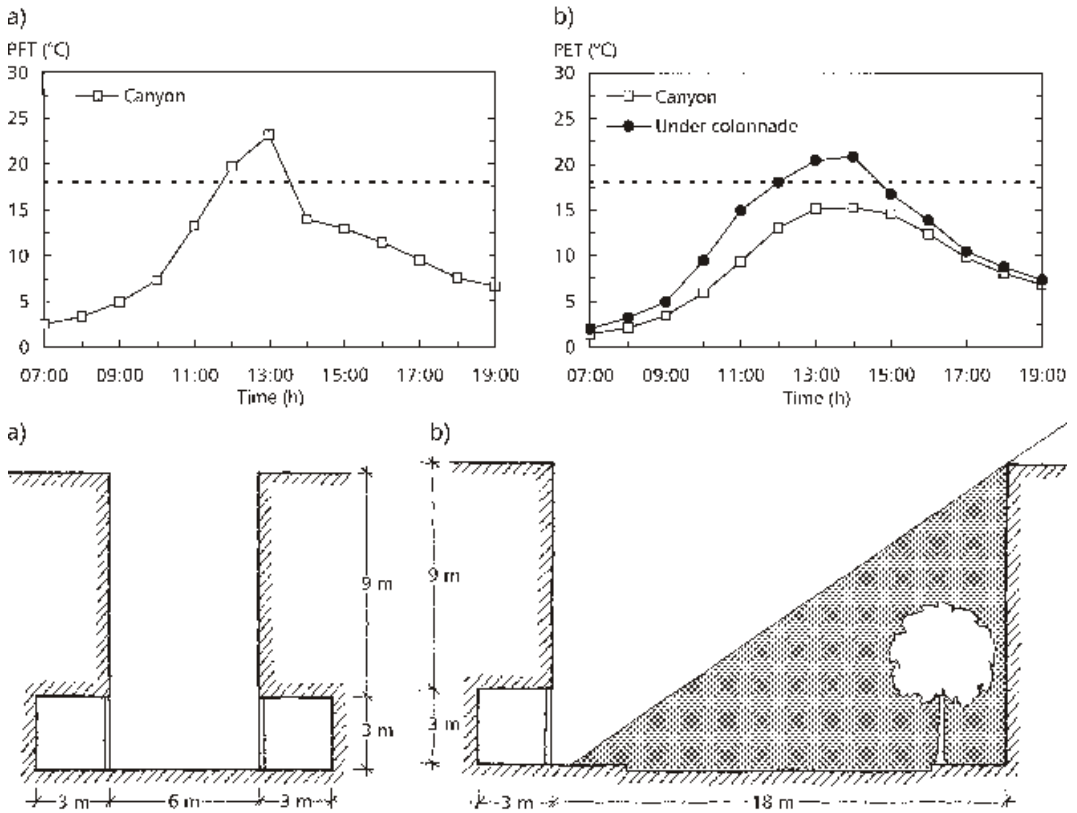 a)
PET (°C)
30
25
20
15
10
5
0
Canyon
07:00 09:00 11:00 13:00 15:00 17:00 19:00
Time (h)
b)
PET (°C)
30
25
20
15
10
5
0
Canyon
Under colonnade
07:00 09:00 11:00 13:00 15:00 17:00 19:00
Time (h)
a)
9 m
3 m
3 m 6 m 3 m
b)
9 m
3 m
3 m 18 m